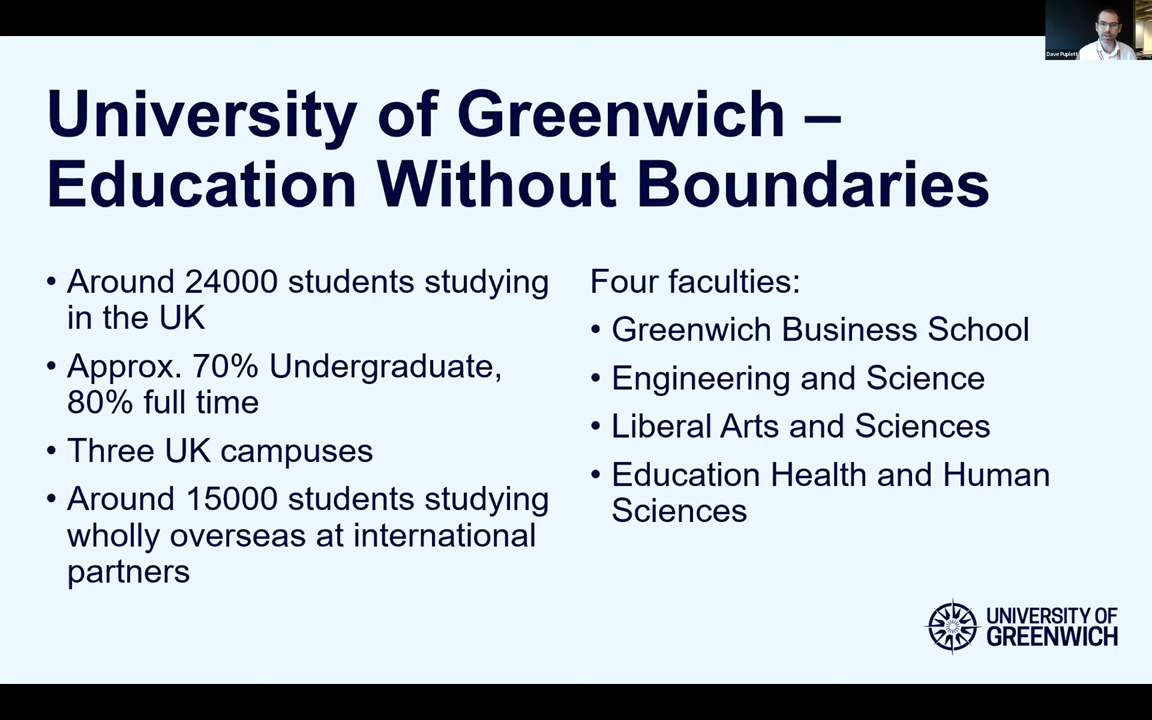 Dave Puplett
University of Greenwich –
Education Without Boundaries
• Around 24000 students studying
in the UK
• Approx. 70% Undergraduate,
80% full time
• Three UK campuses
• Around 15000 students studying
wholly overseas at international
partners
Four faculties:
• Greenwich Business School
• Engineering and Science
• Liberal Arts and Sciences
• Education Health and Human
Sciences
UNIVERSITY OF
GREENWICH